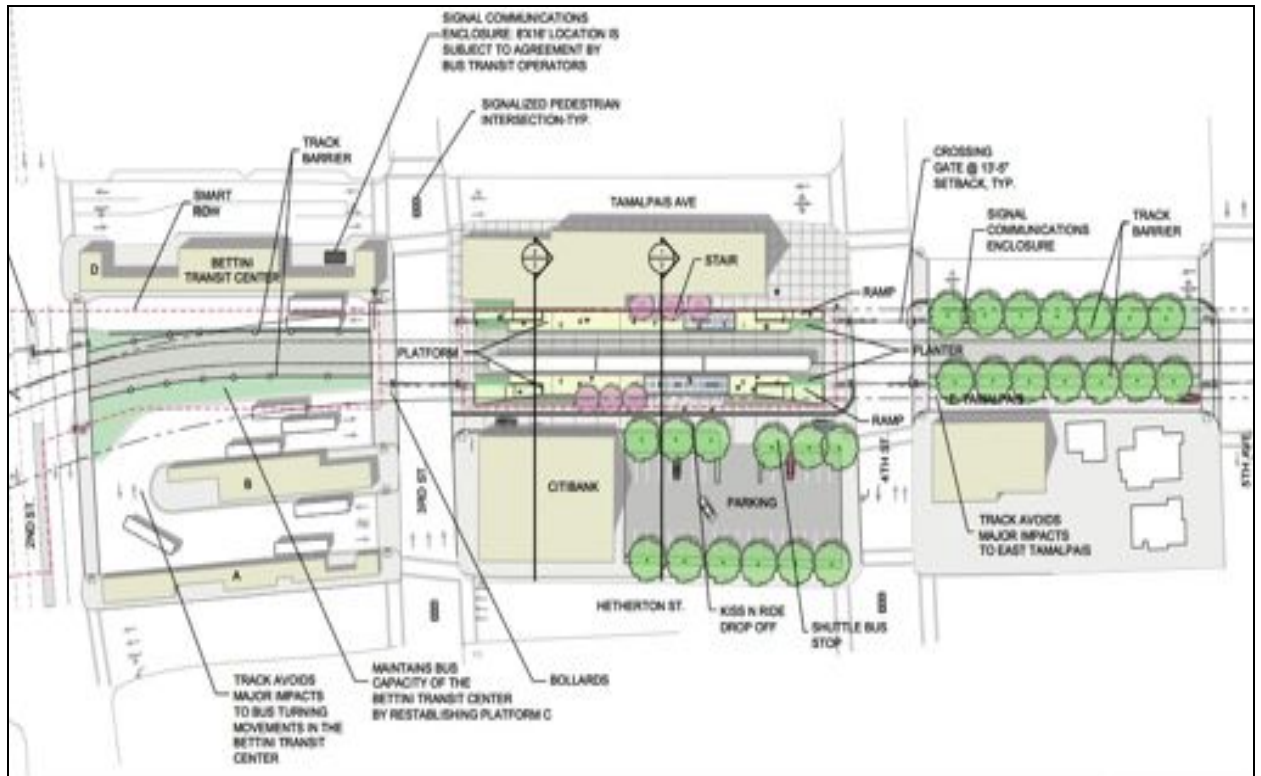 SIGNAL COMMUNICATIONS
ENCLOSURE: 8'X16' LOCATION IS
SUBJECT TO AGREEMENT BY
BUS TRANSIT OPERATORS
SIGNALIZED PEDESTRIAN
INTERSECTION-TYP.
TRACK
BARRIER
SMART
ROW
CROSSING
GATE @ 13'-5"
SETBACK, TYP.
TAMALPAIS AVE
SIGNAL
COMMUNICATIONS
ENCLOSURE
TRACK
BARRIER
D
BETTINI
TRANSIT CENTER
STAIR
RAMP
PLATFORM
PLANTER
E. TAMALPAIS
RAMP
2ND ST.
B
3RD ST
CITIBANK
PARKING
4TH ST.
5TH AVE
TRACK AVOIDS
MAJOR IMPACTS
TO EAST TAMALPAIS
A
HETHERTON ST.
KISS N RIDE
DROP OFF
SHUTTLE BUS
STOP
TRACK AVOIDS
MAJOR IMPACTS
TO BUS TURNING
MOVEMENTS IN THE
BETTINI TRANSIT
CENTER
MAINTAINS BUS
CAPACITY OF THE
BETTINI TRANSIT CENTER
BY RESTABLISHING PLATFORM C
BOLLARDS